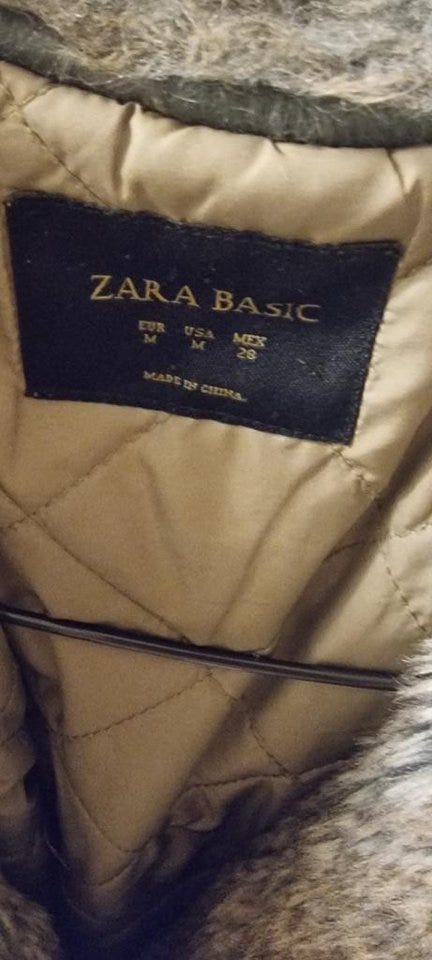 ZARA BASIC
EUR USA MEX
M M 28
MADE IN CHINA